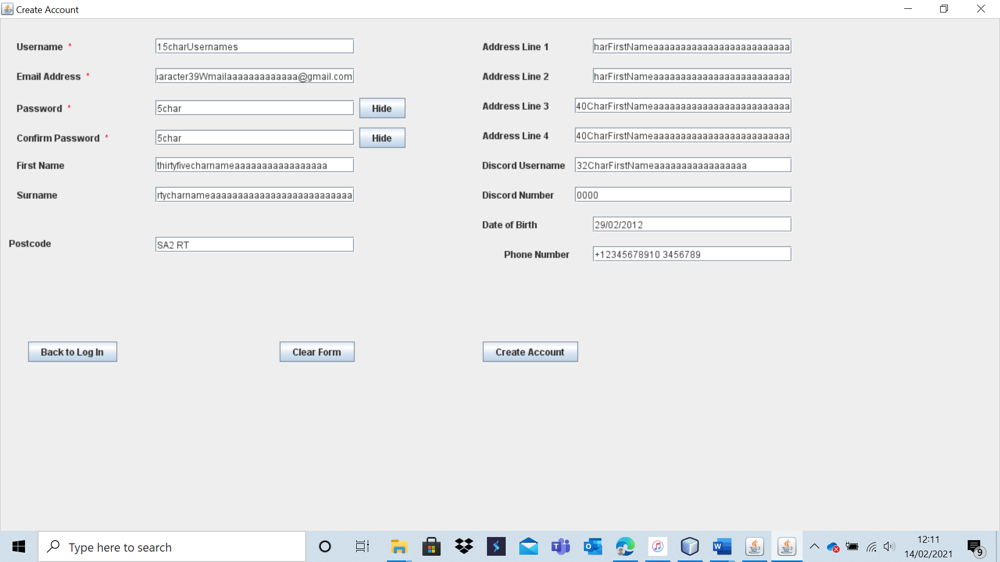 Create Account
Username *
15charUsernames
Email Address *
aracter39Wmailaaaaaaaaaaaaa@gmail.com
Password *
5char
Hide
Confirm Password *
5char
Hide
First Name
thirtyfivecharnameaaaaaaaaaaaaaaaaa
Surname
rtycharnameaaaaaaaaaaaaaaaaaaaaaaaaaa
Postcode
SA2 RT
Address Line 1
harFirstNameaaaaaaaaaaaaaaaaaaaaaaaaa
Address Line 2
harFirstNameaaaaaaaaaaaaaaaaaaaaaaaaa
Address Line 3
40CharFirstNameaaaaaaaaaaaaaaaaaaaaaaaaa
Address Line 4
40CharFirstNameaaaaaaaaaaaaaaaaaaaaaaaaa
Discord Username
32CharFirstNameaaaaaaaaaaaaaaaaa
Discord Number
0000
Date of Birth
29/02/2012
Phone Number
+12345678910 3456789
Back to Log In
Clear Form
Create Account
Type here to search
12:11
14/02/2021
9